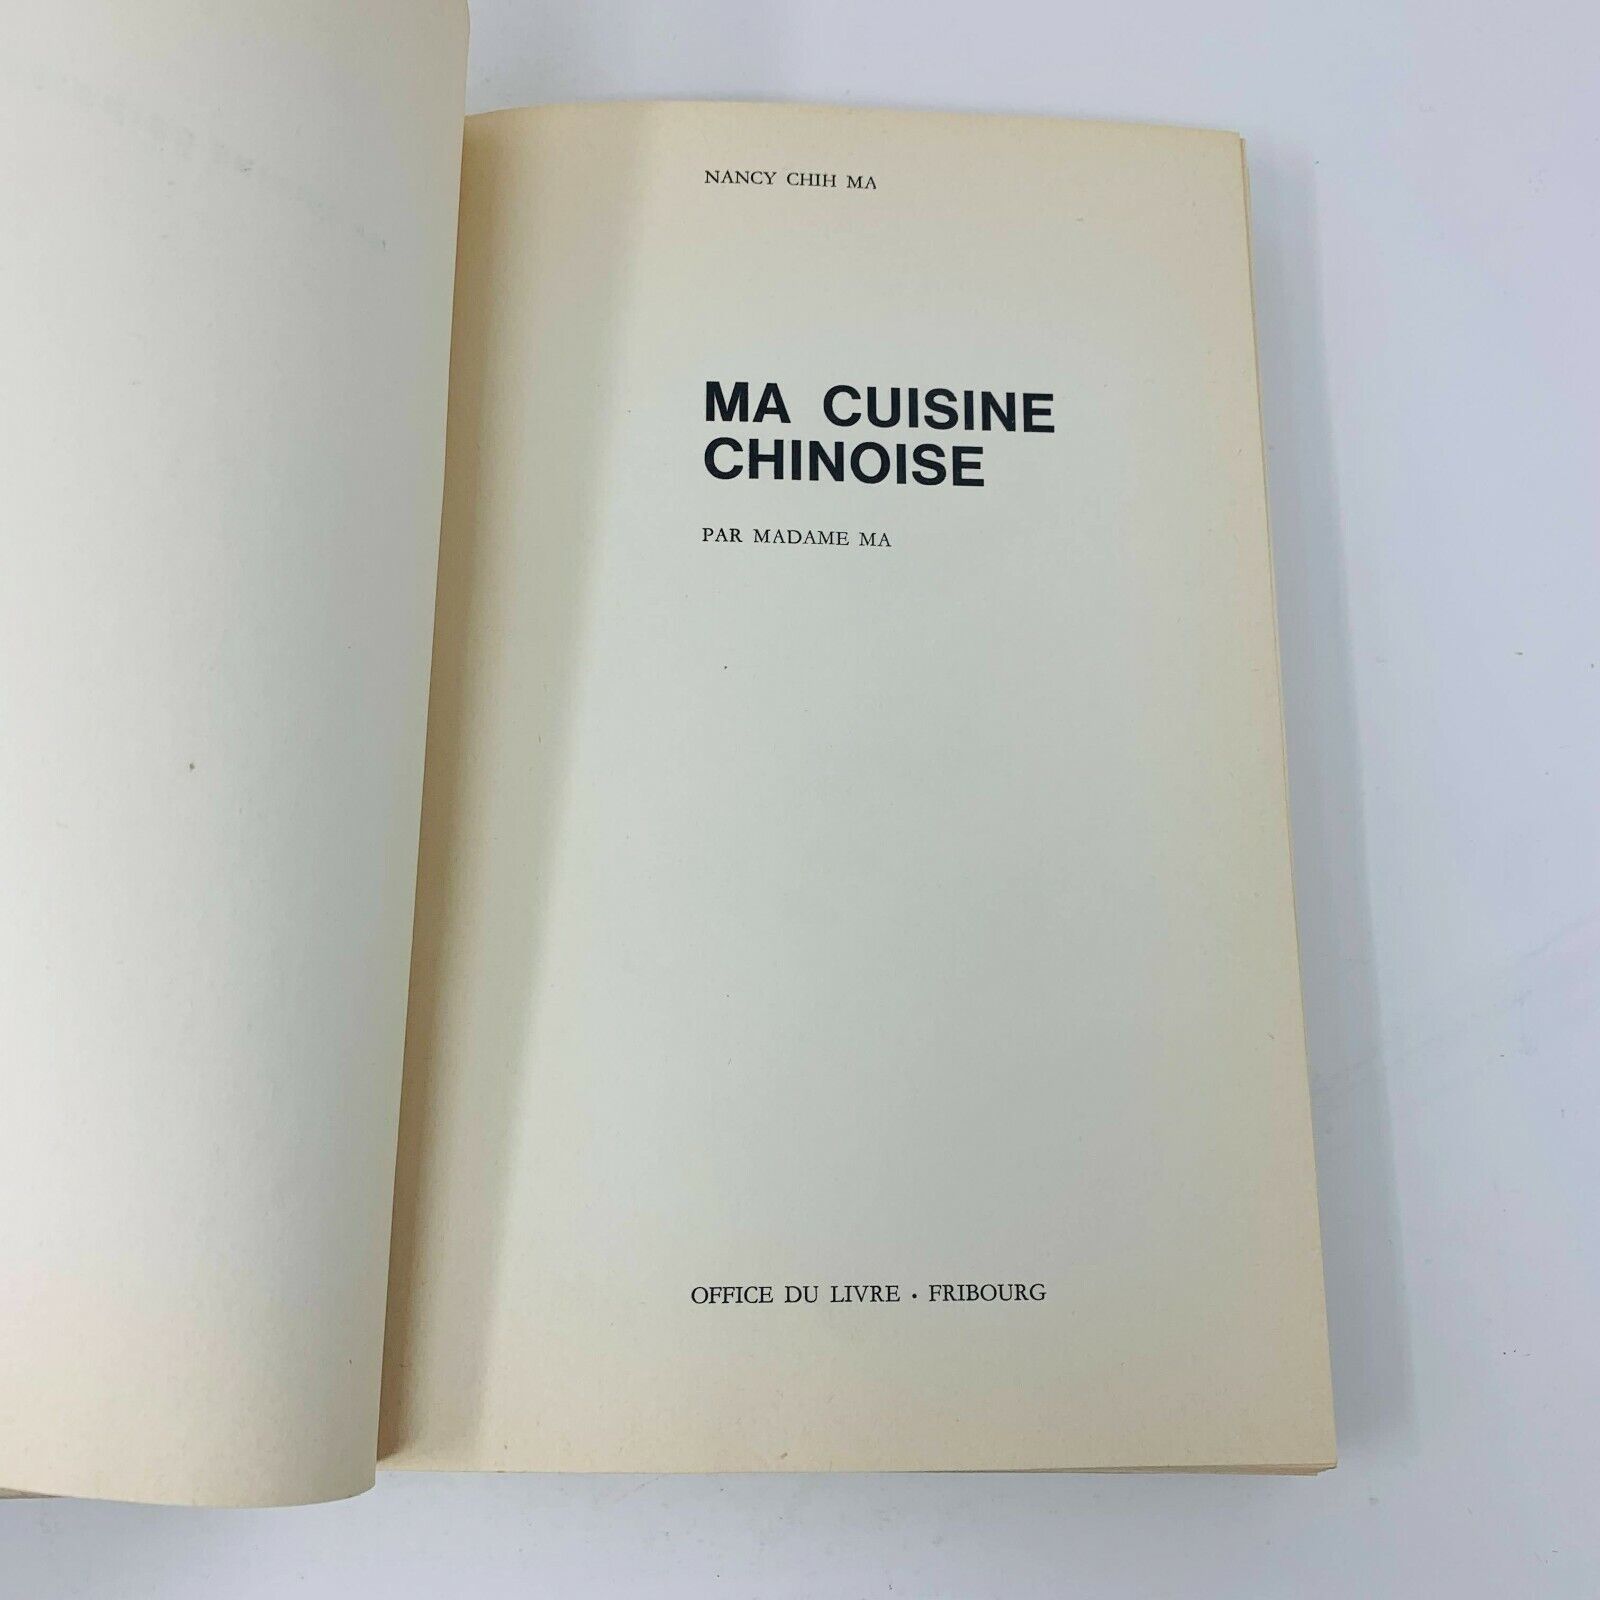 NANCY CHIH MA
MA CUISINE
CHINOISE
PAR MADAME MA
OFFICE DU LIVRE • FRIBOURG